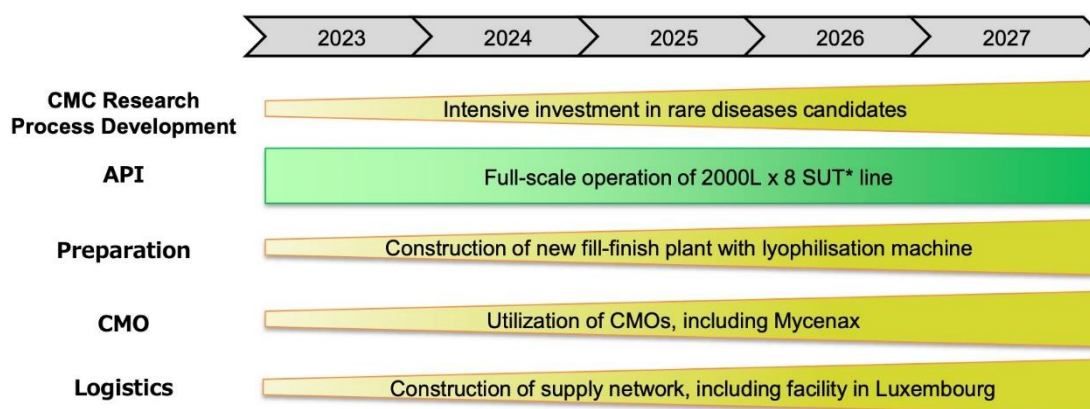 2023 2024 2025 2026 2027
CMC Research
Process Development
Intensive investment in rare diseases candidates
API
Full-scale operation of 2000L x 8 SUT* line
Preparation
Construction of new fill-finish plant with lyophilisation machine
CMO
Utilization of CMOs, including Mycenax
Logistics
Construction of supply network, including facility in Luxembourg